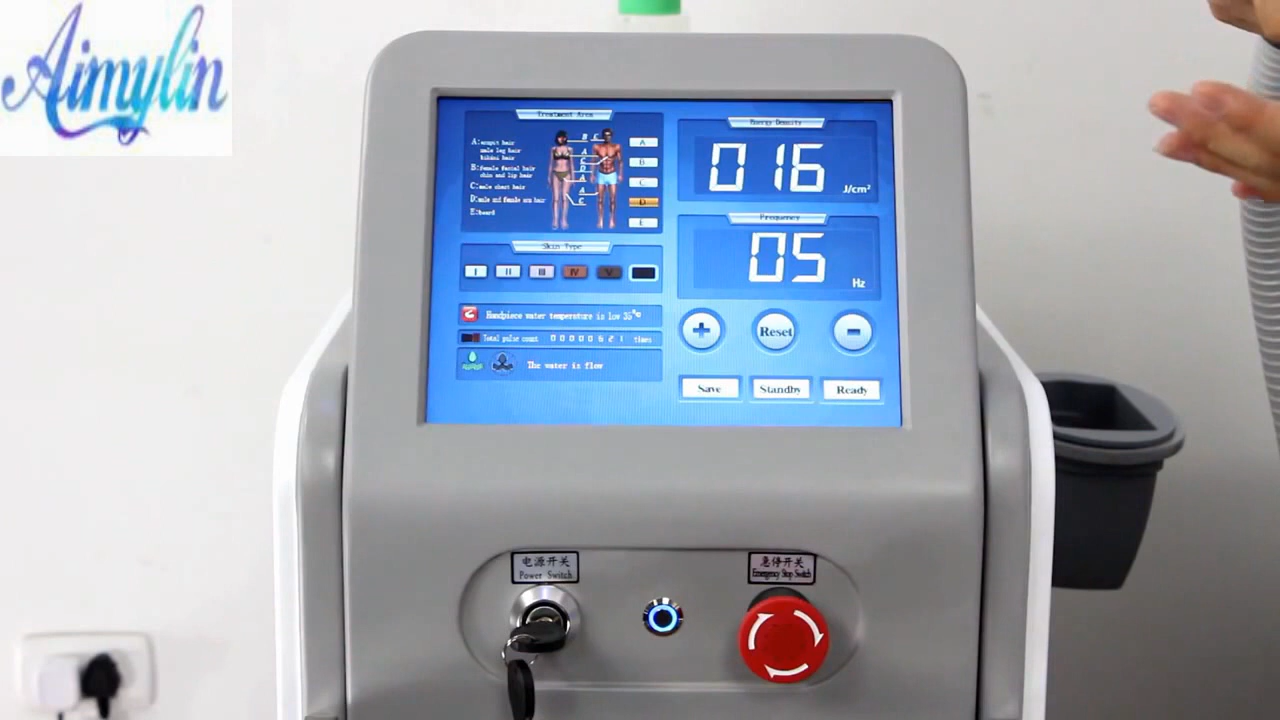 Aimylin
Treatment Area
A:armpit hair
male leg hair
bikini hair
B:female facial hair
chin and lip hair
C:male chest hair
D:male and female arm hair
E:beard
B C
A
C
D
A
A
C
A
B
C
D
E
Energy Density
016
J/cm²
Skin Type
I II III IV V
Frequency
05
Hz
Handpiece water temperature is low 35°C
Total pulse count 00000621 times
The water is flow
+ Reset -
Save Standby Ready
电源开关
Power Switch
急停开关
Emergency Stop Switch